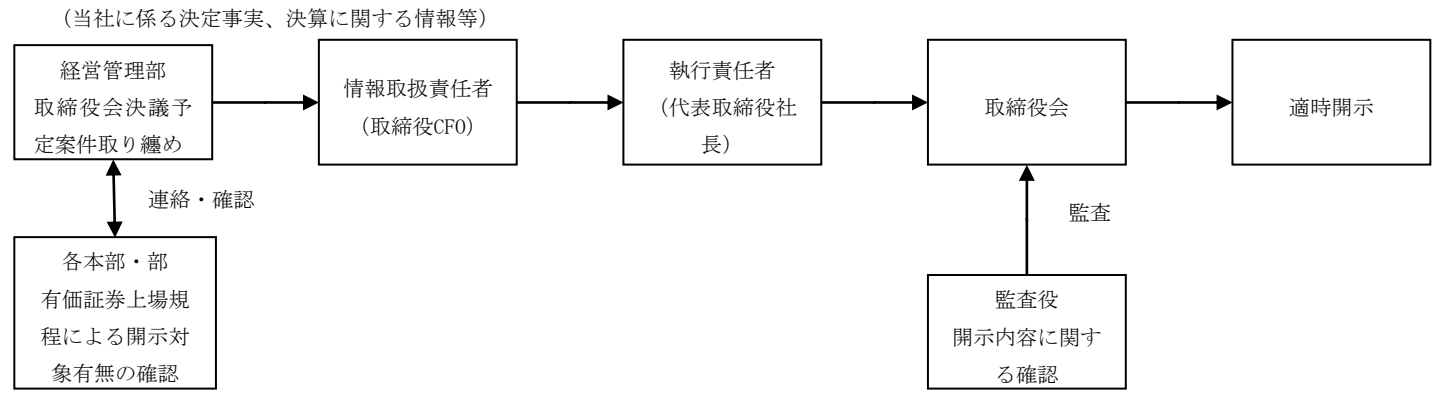 （当社に係る決定事実、決算に関する情報等）
経営管理部
取締役会決議予
定案件取り纏め
情報取扱責任者
（取締役CFO）
執行責任者
（代表取締役社
長）
取締役会
適時開示
連絡・確認
監査
各本部・部
有価証券上場規
程による開示対
象有無の確認
監査役
開示内容に関す
る確認